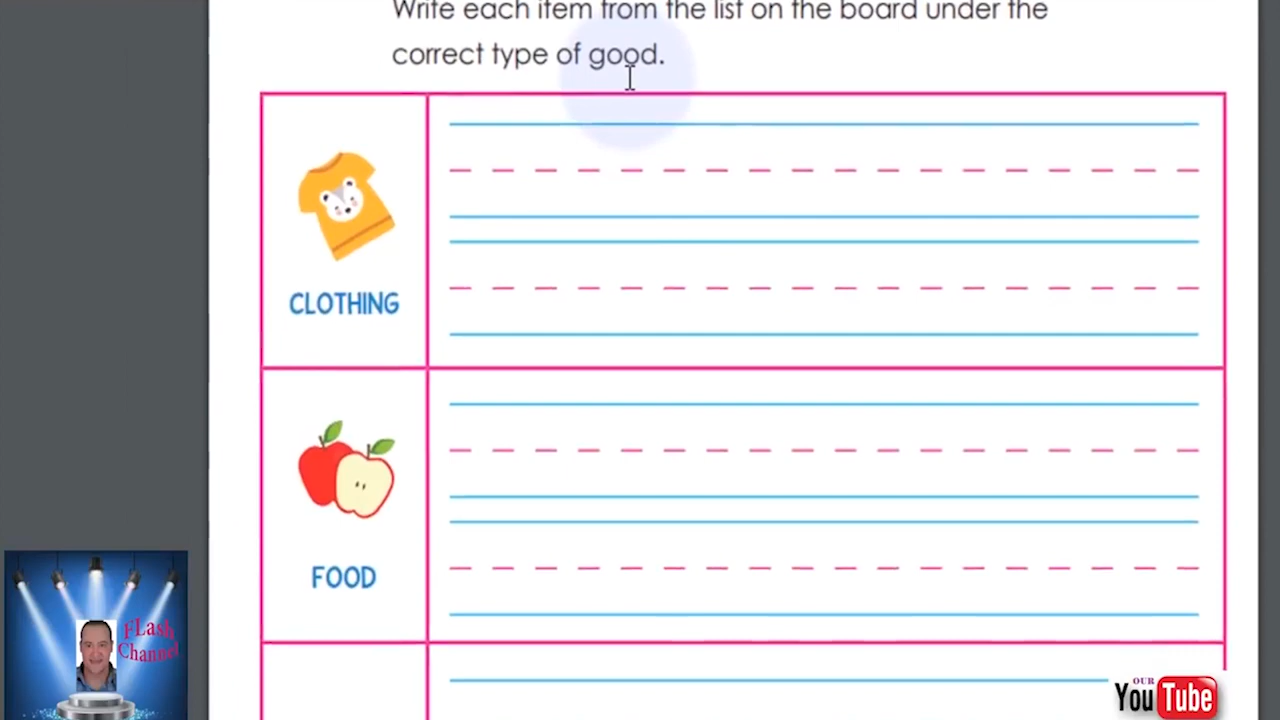 Write each item from the list on the board under the
correct type of good.
CLOTHING
FOOD
FLash
Channel
OUR
YouTube